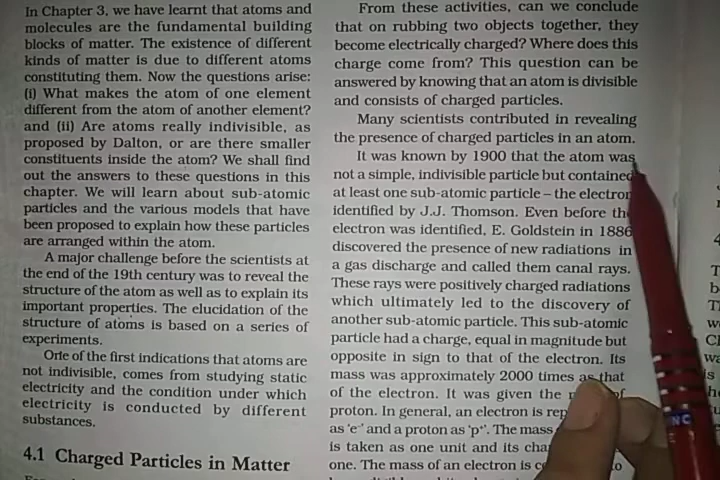 In Chapter 3, we have learnt that atoms and
molecules are the fundamental building
blocks of matter. The existence of different
kinds of matter is due to different atoms
constituting them. Now the questions arise:
(i) What makes the atom of one element
different from the atom of another element?
and (ii) Are atoms really indivisible, as
proposed by Dalton, or are there smaller
constituents inside the atom? We shall find
out the answers to these questions in this
chapter. We will learn about sub-atomic
particles and the various models that have
been proposed to explain how these particles
are arranged within the atom.
A major challenge before the scientists at
the end of the 19th century was to reveal the
structure of the atom as well as to explain its
important properties. The elucidation of the
structure of atoms is based on a series of
experiments.
One of the first indications that atoms are
not indivisible, comes from studying static
electricity and the condition under which
electricity is conducted by different
substances.
4.1 Charged Particles in Matter
From these activities, can we conclude
that on rubbing two objects together, they
become electrically charged? Where does this
charge come from? This question can be
answered by knowing that an atom is divisible
and consists of charged particles.
Many scientists contributed in revealing
the presence of charged particles in an atom.
It was known by 1900 that the atom was
not a simple, indivisible particle but contained
at least one sub-atomic particle – the electron
identified by J.J. Thomson. Even before the
electron was identified, E. Goldstein in 1886
discovered the presence of new radiations in
a gas discharge and called them canal rays.
These rays were positively charged radiations
which ultimately led to the discovery of
another sub-atomic particle. This sub-atomic
particle had a charge, equal in magnitude but
opposite in sign to that of the electron. Its
mass was approximately 2000 times as that
of the electron. It was given the of
proton. In general, an electron is
as 'e⁻' and a proton as 'p⁺'. The mass
is taken as one unit and its
one. The mass of an electron is
NC